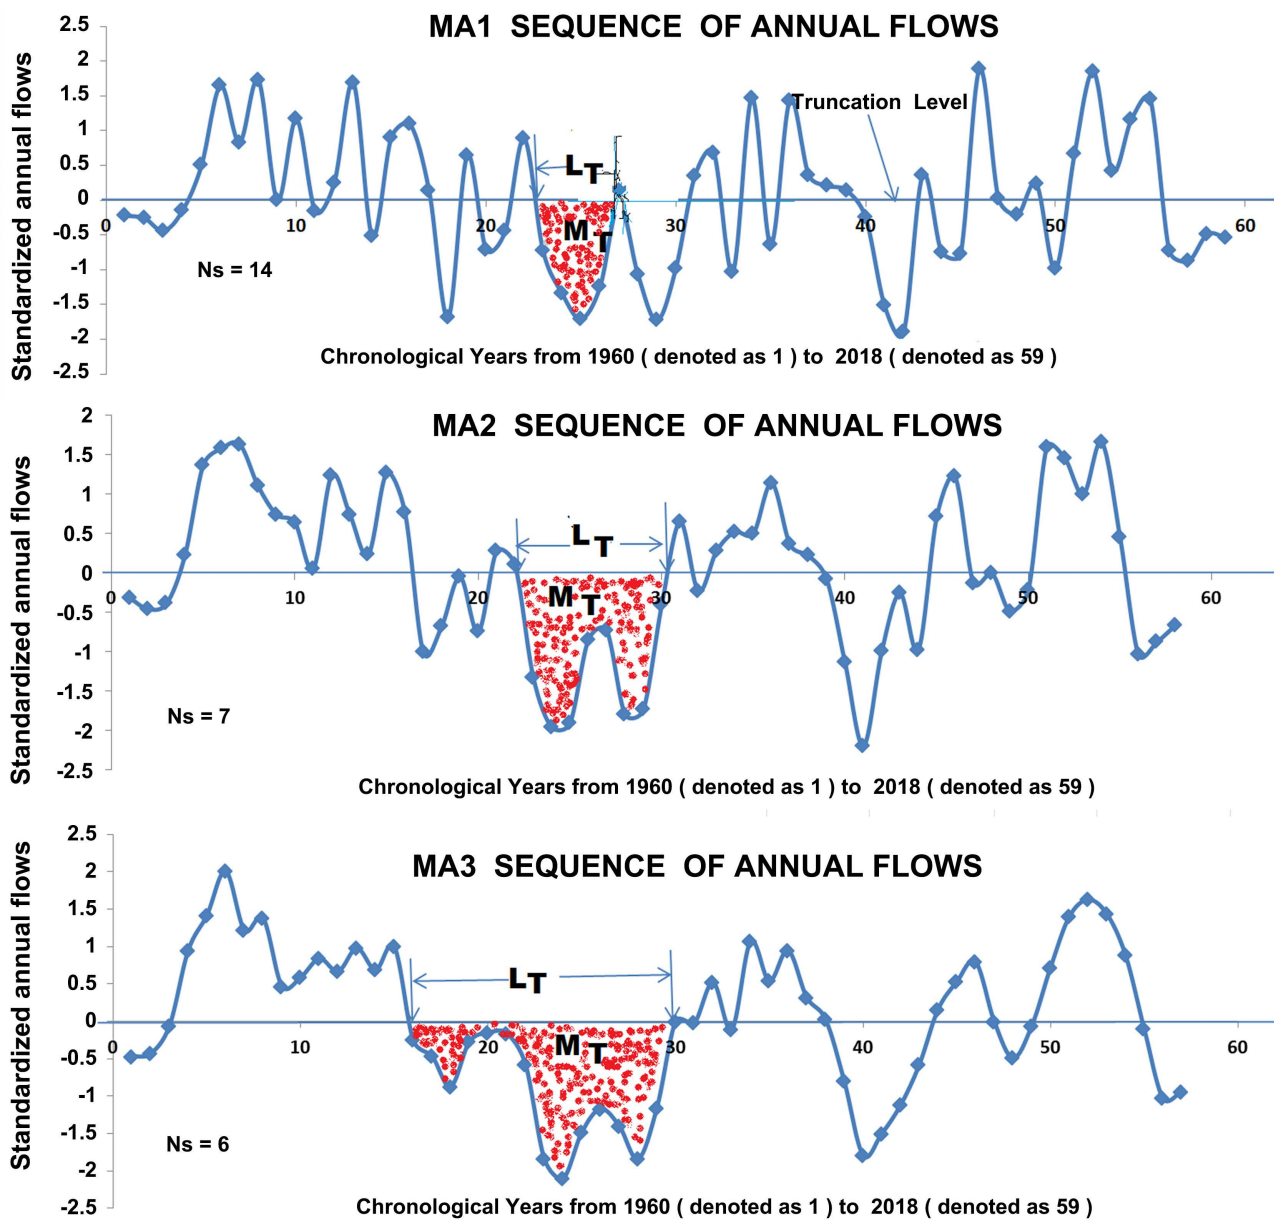 MA1 SEQUENCE OF ANNUAL FLOWS
Standardized annual flows
2.5
2
1.5
1
0.5
0
-0.5
-1
-1.5
-2
-2.5
Truncation Level
LT
MT
0 10 20 30 40 50 60
Ns = 14
Chronological Years from 1960 ( denoted as 1 ) to 2018 ( denoted as 59 )
MA2 SEQUENCE OF ANNUAL FLOWS
Standardized annual flows
2
1.5
1
0.5
0
-0.5
-1
-1.5
-2
-2.5
LT
MT
0 10 20 30 40 50 60
Ns = 7
Chronological Years from 1960 ( denoted as 1 ) to 2018 ( denoted as 59 )
MA3 SEQUENCE OF ANNUAL FLOWS
Standardized annual flows
2.5
2
1.5
1
0.5
0
-0.5
-1
-1.5
-2
-2.5
LT
MT
0 10 20 30 40 50 60
Ns = 6
Chronological Years from 1960 ( denoted as 1 ) to 2018 ( denoted as 59 )